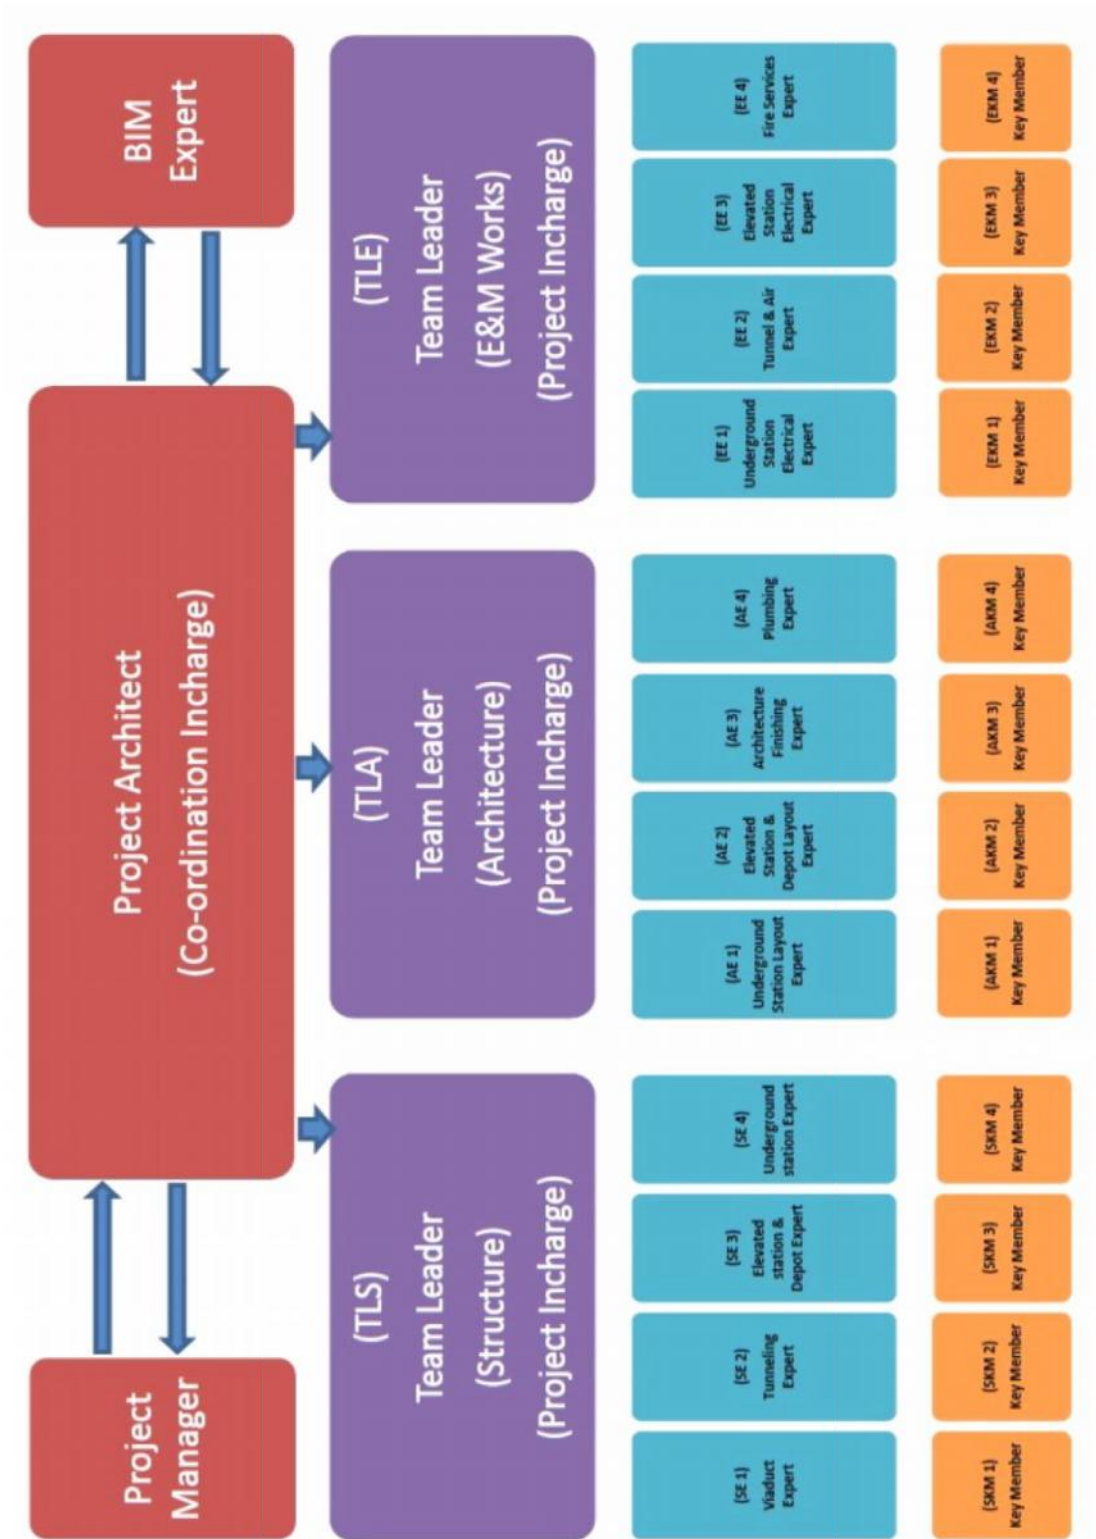 Project
Manager
Project Architect
(Co-ordination Incharge)
BIM
Expert
(TLS)
Team Leader
(Structure)
(Project Incharge)
(TLA)
Team Leader
(Architecture)
(Project Incharge)
(TLE)
Team Leader
(E&M Works)
(Project Incharge)
(SE 1)
Viaduct
Expert
(SE 2)
Tunneling
Expert
(SE 3)
Elevated
station &
Depot Expert
(SE 4)
Underground
station Expert
(AE 1)
Underground
Station Layout
Expert
(AE 2)
Elevated
Station &
Depot Layout
Expert
(AE 3)
Architecture
Finishing
Expert
(AE 4)
Plumbing
Expert
(EE 1)
Underground
Station
Electrical
Expert
(EE 2)
Tunnel & Air
Expert
(EE 3)
Elevated
Station
Electrical
Expert
(EE 4)
Fire Services
Expert
(SKM 1)
Key Member
(SKM 2)
Key Member
(SKM 3)
Key Member
(SKM 4)
Key Member
(AKM 1)
Key Member
(AKM 2)
Key Member
(AKM 3)
Key Member
(AKM 4)
Key Member
(EKM 1)
Key Member
(EKM 2)
Key Member
(EKM 3)
Key Member
(EKM 4)
Key Member